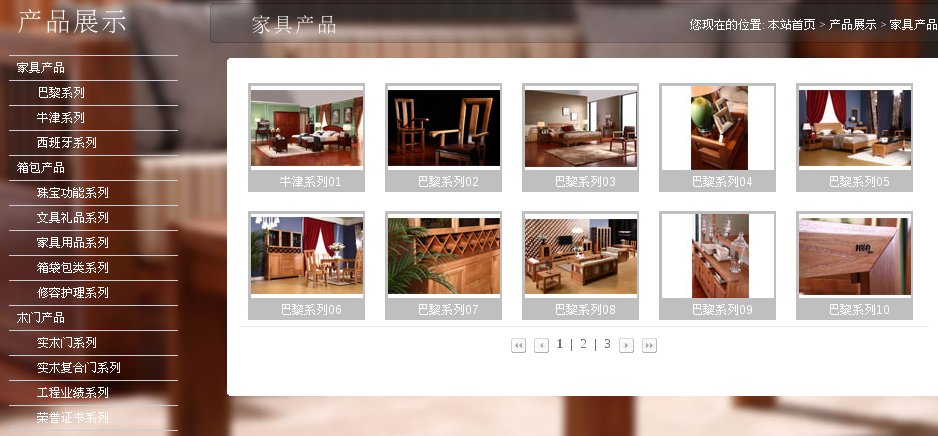 产品展示
家具产品
巴黎系列
牛津系列
西班牙系列
箱包产品
珠宝功能系列
文具礼品系列
家具用品系列
箱袋包类系列
修容护理系列
木门产品
实木门系列
实木复合门系列
工程业绩系列
荣誉证书系列
家具产品
您现在的位置: 本站首页 > 产品展示 > 家具产品
牛津系列01 巴黎系列02 巴黎系列03 巴黎系列04 巴黎系列05
巴黎系列06 巴黎系列07 巴黎系列08 巴黎系列09 巴黎系列10
1 | 2 | 3